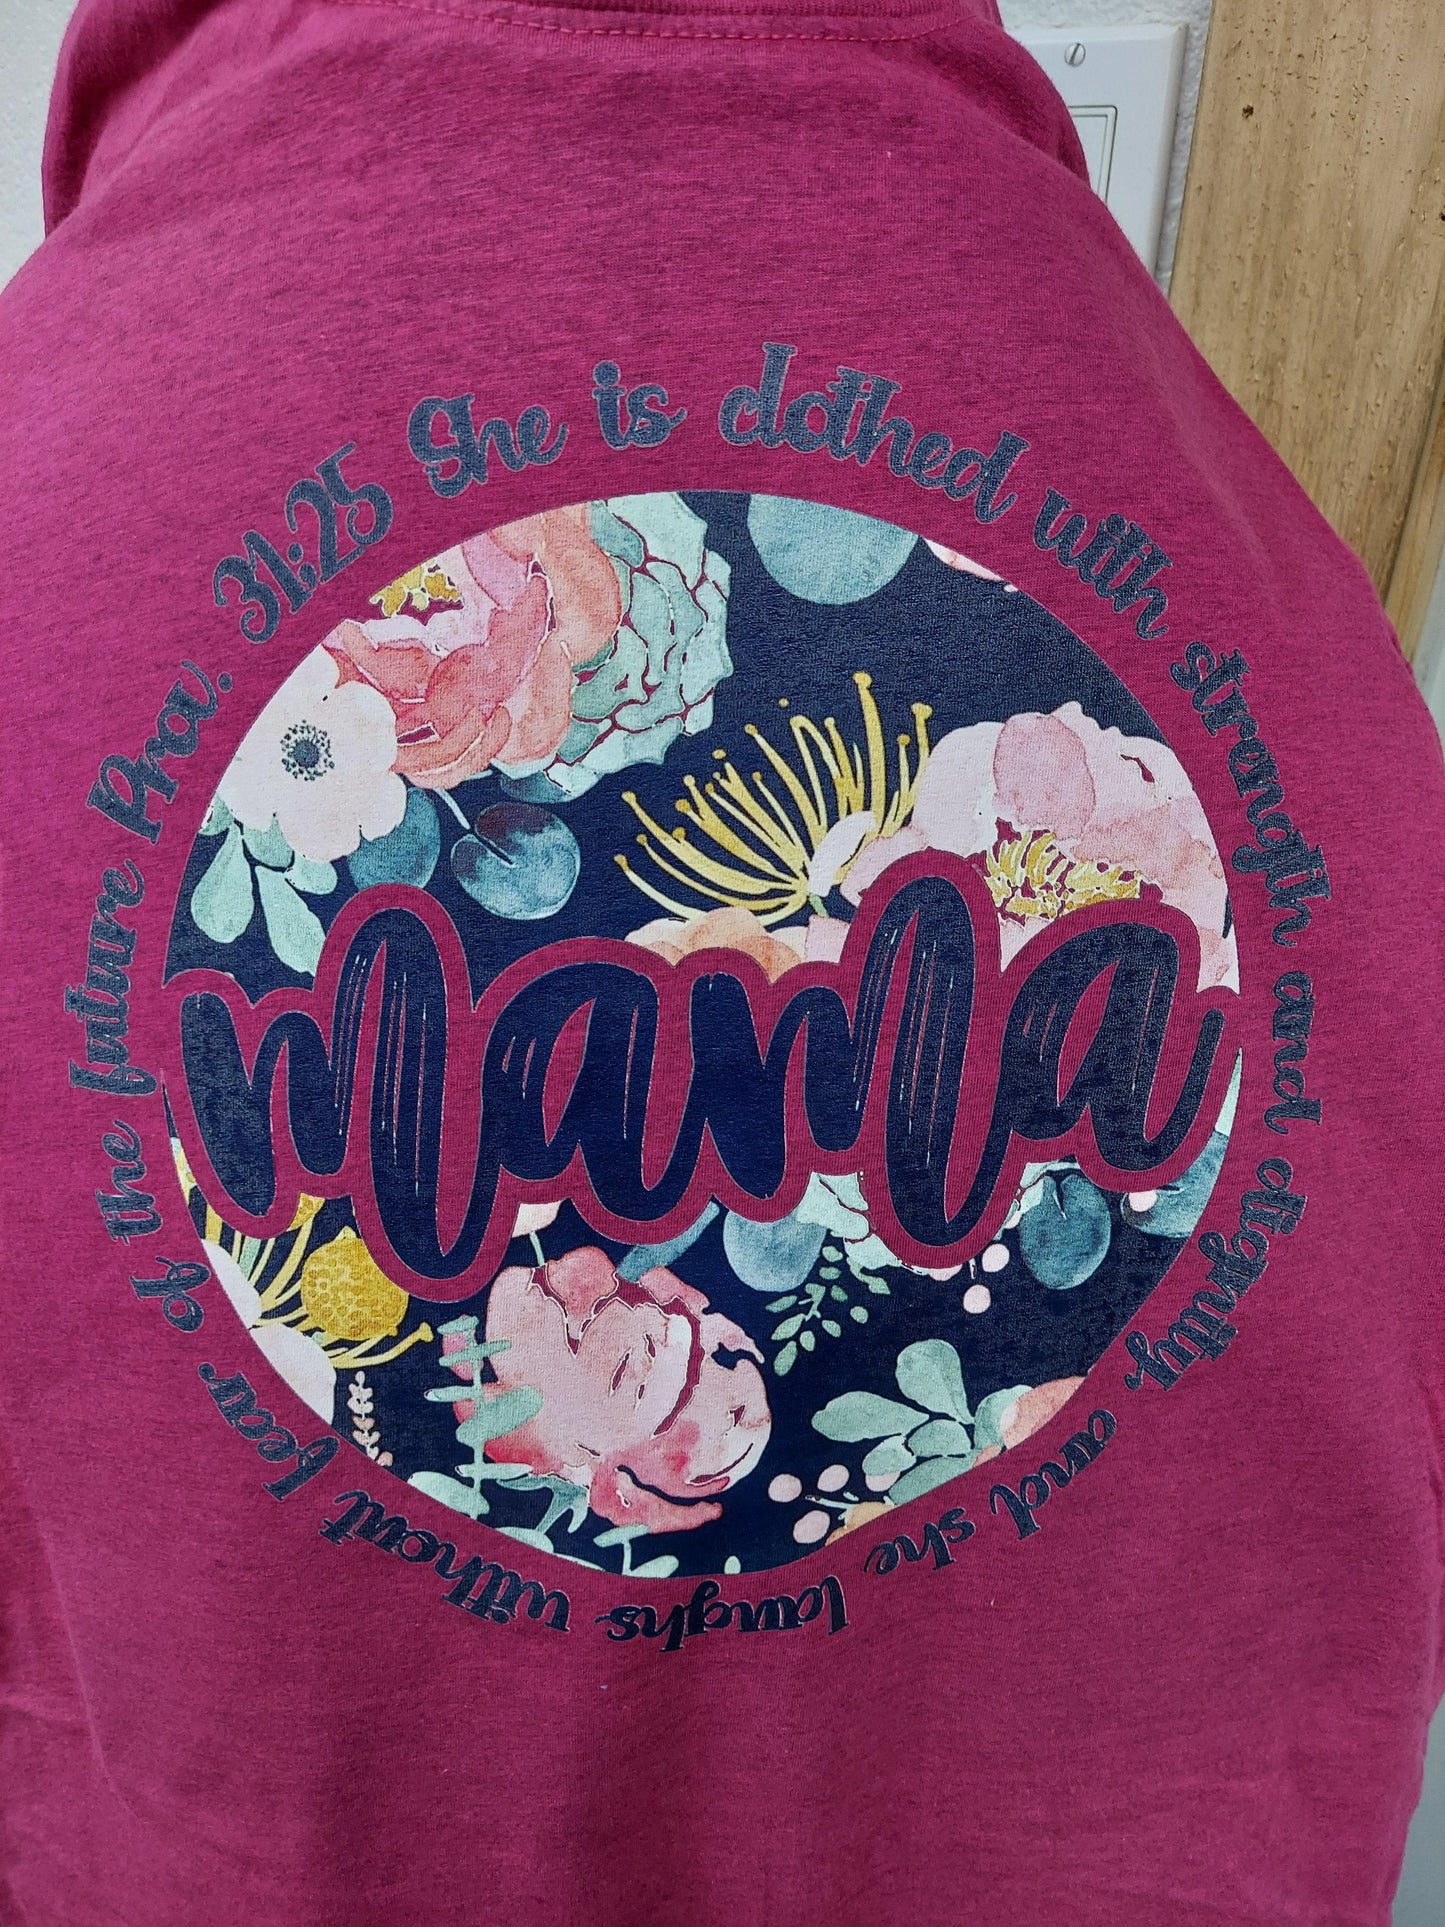 She is clothed with strength and dignity and she laughs without fear of the future Prov. 31:25
mama